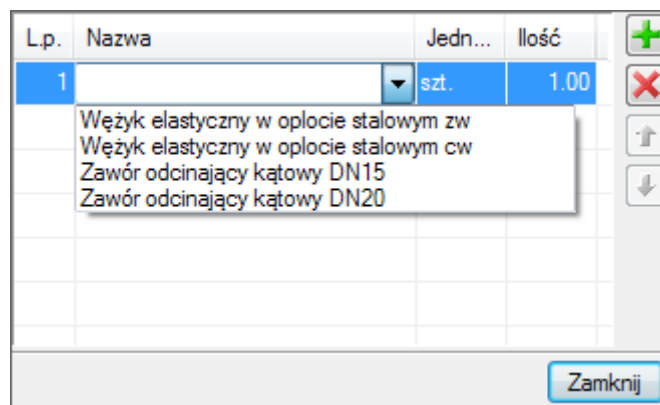 L.p. Nazwa Jedn... Ilość
1 szt. 1.00
Wężyk elastyczny w oplocie stalowym zw
Wężyk elastyczny w oplocie stalowym cw
Zawór odcinający kątowy DN15
Zawór odcinający kątowy DN20
Zamknij